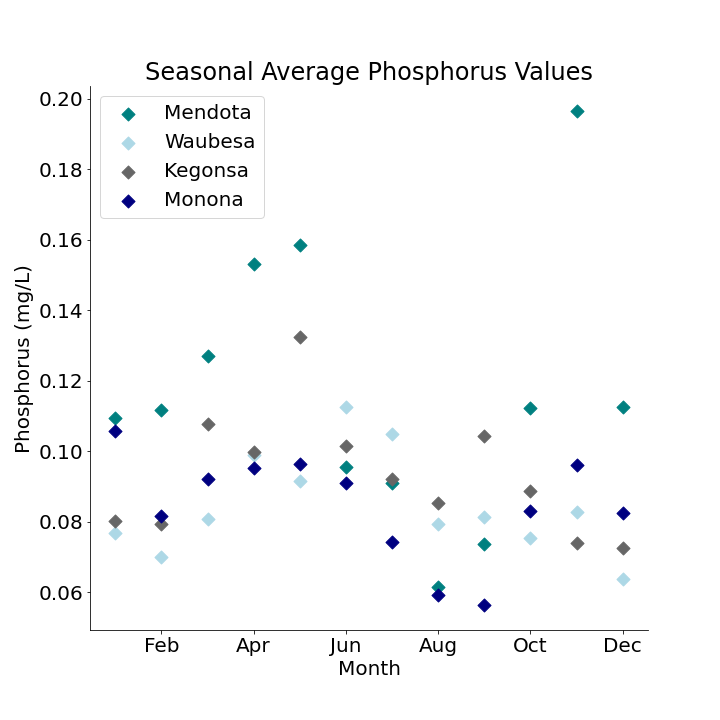 Seasonal Average Phosphorus Values
Mendota
Waubesa
Kegonsa
Monona
Phosphorus (mg/L)
0.20
0.18
0.16
0.14
0.12
0.10
0.08
0.06
Feb Apr Jun Aug Oct Dec
Month